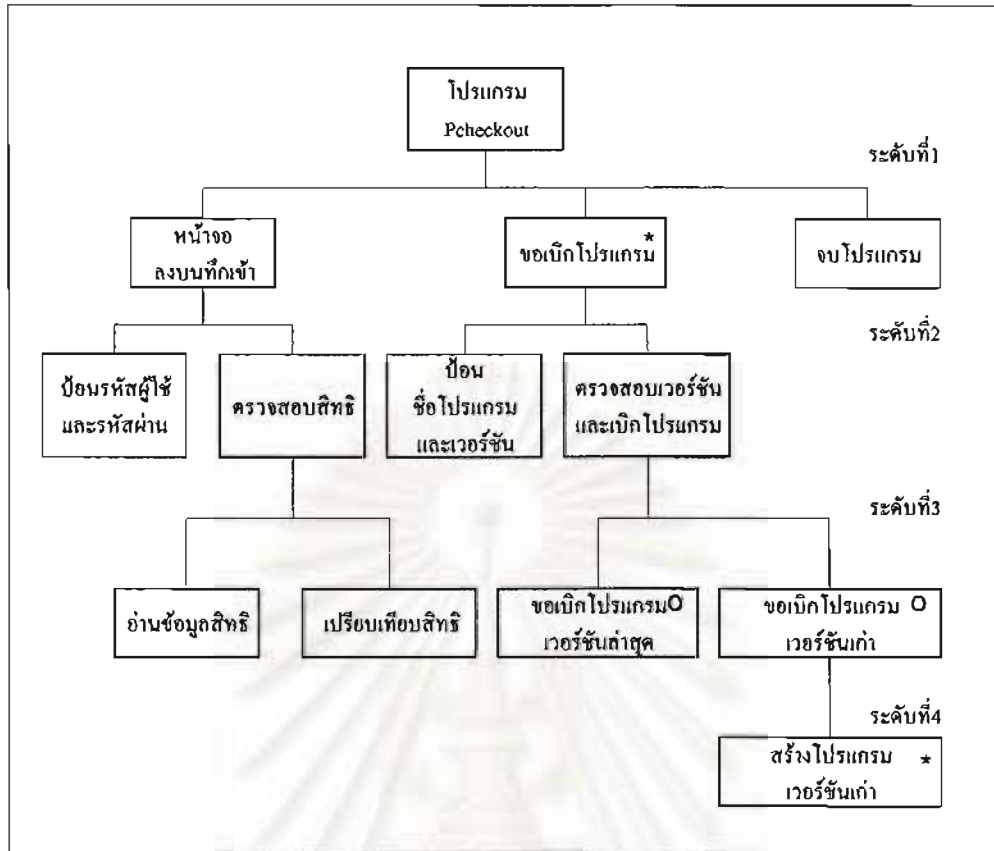 โปรแกรม
Pcheckout
ระดับที่1
หน้าจอ
ลงบนทึกเข้า
ขอเบิกโปรแกรม*
จบโปรแกรม
ระดับที่2
ป้อนรหัสผู้ใช้
และรหัสผ่าน
ตรวจสอบสิทธิ
ป้อน
ชื่อโปรแกรม
และเวอร์ชัน
ตรวจสอบเวอร์ชัน
และเบิกโปรแกรม
ระดับที่3
อ่านข้อมูลสิทธิ
เปรียบเทียบสิทธิ
ขอเบิกโปรแกรม O
เวอร์ชันล่าสุด
ขอเบิกโปรแกรม O
เวอร์ชันเก่า
ระดับที่4
สร้างโปรแกรม *
เวอร์ชันเก่า